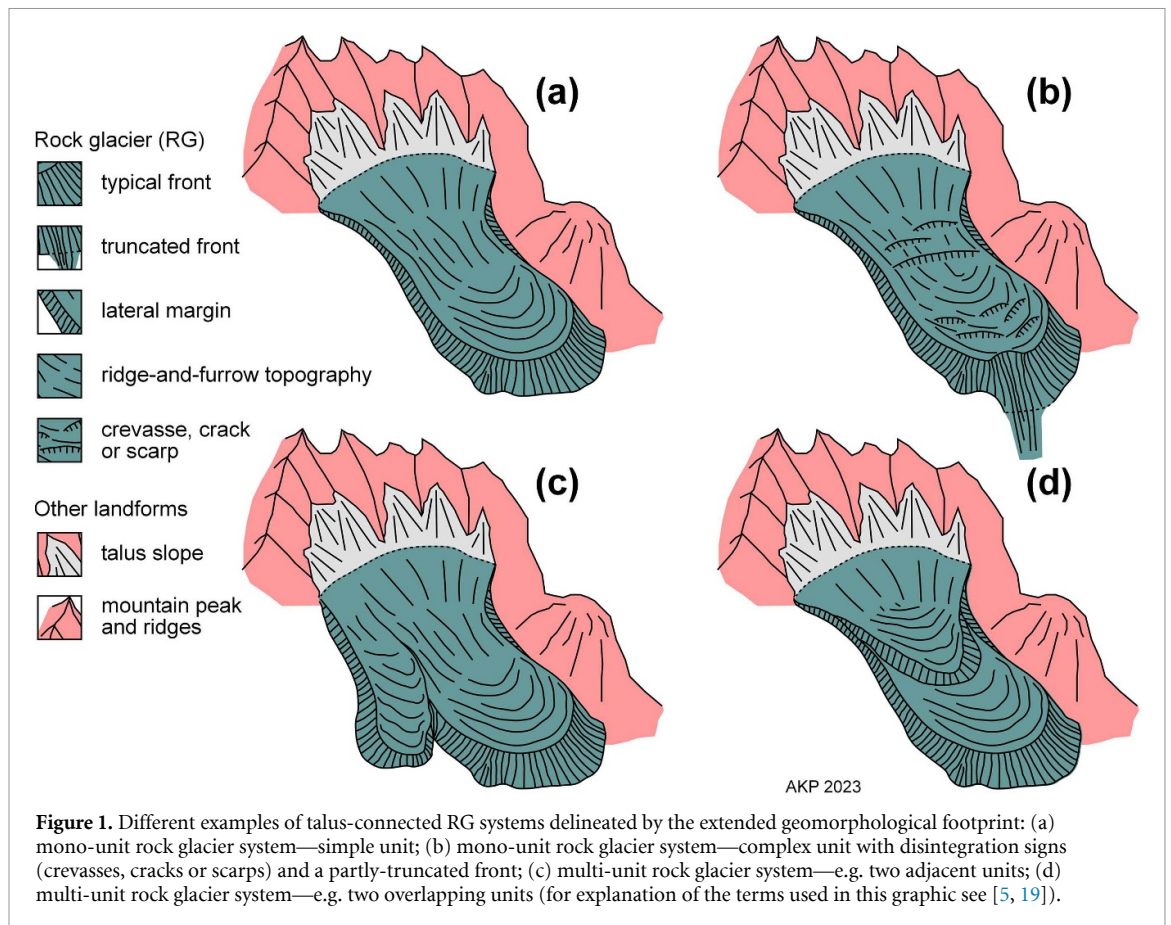 (a)
(b)
Rock glacier (RG)
typical front
truncated front
lateral margin
ridge-and-furrow topography
crevasse, crack
or scarp
(c)
(d)
Other landforms
talus slope
mountain peak
and ridges
AKP 2023
Figure 1. Different examples of talus-connected RG systems delineated by the extended geomorphological footprint: (a)
mono-unit rock glacier system—simple unit; (b) mono-unit rock glacier system—complex unit with disintegration signs
(crevasses, cracks or scarps) and a partly-truncated front; (c) multi-unit rock glacier system—e.g. two adjacent units; (d)
multi-unit rock glacier system—e.g. two overlapping units (for explanation of the terms used in this graphic see [5, 19]).